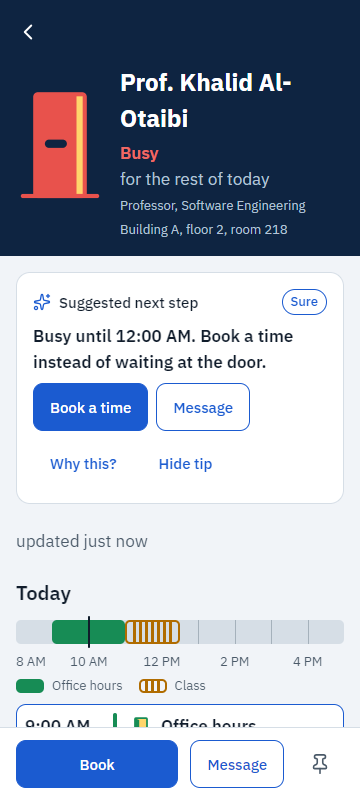 Prof. Khalid Al-
Otaibi
Busy
for the rest of today
Professor, Software Engineering
Building A, floor 2, room 218
Suggested next step
Sure
Busy until 12:00 AM. Book a time
instead of waiting at the door.
Book a time
Message
Why this?
Hide tip
updated just now
Today
8 AM 10 AM 12 PM 2 PM 4 PM
Office hours Class
9:00 AM Office hours
Book
Message